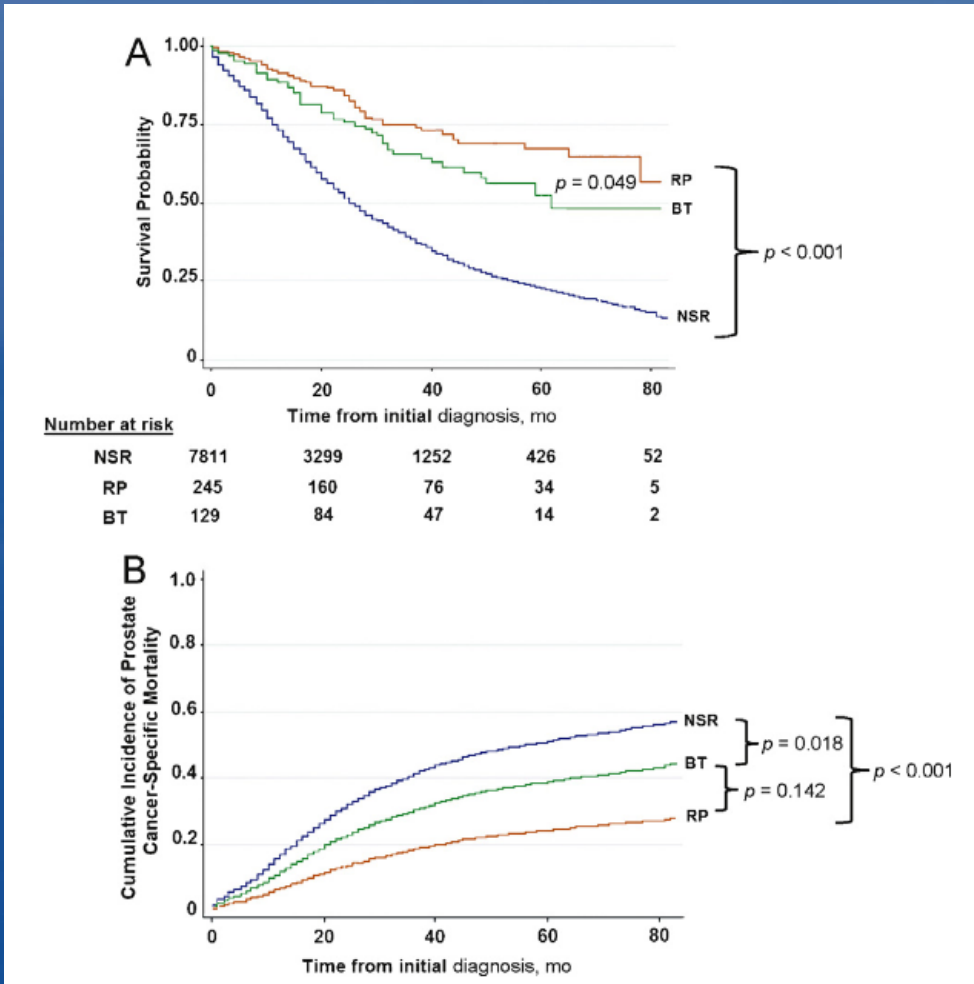 A
Survival Probability
1.00
0.75
0.50
0.25
0
p = 0.049
RP
BT
NSR
p < 0.001
0 20 40 60 80
Time from initial diagnosis, mo
Number at risk
NSR 7811 3299 1252 426 52
RP 245 160 76 34 5
BT 129 84 47 14 2
B
Cumulative Incidence of Prostate
Cancer-Specific Mortality
1.0
0.8
0.6
0.4
0.2
0
NSR
BT
RP
p = 0.018
p = 0.142
p < 0.001
0 20 40 60 80
Time from initial diagnosis, mo